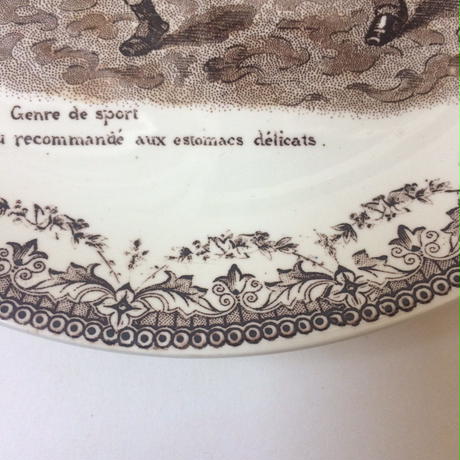 Genre de sport
recommandé aux estomacs délicats.